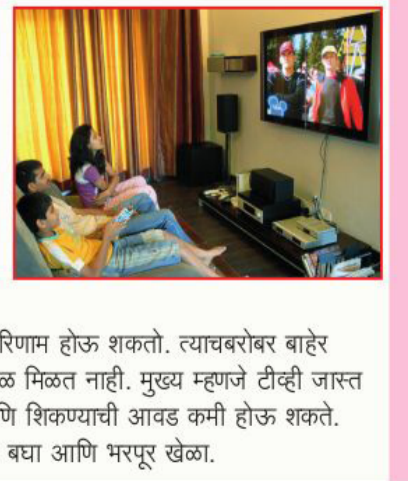 रिणाम होऊ शकतो. त्याचबरोबर बाहेर
ळ मिळत नाही. मुख्य म्हणजे टीव्ही जास्त
णि शिकण्याची आवड कमी होऊ शकते.
बघा आणि भरपूर खेळा.